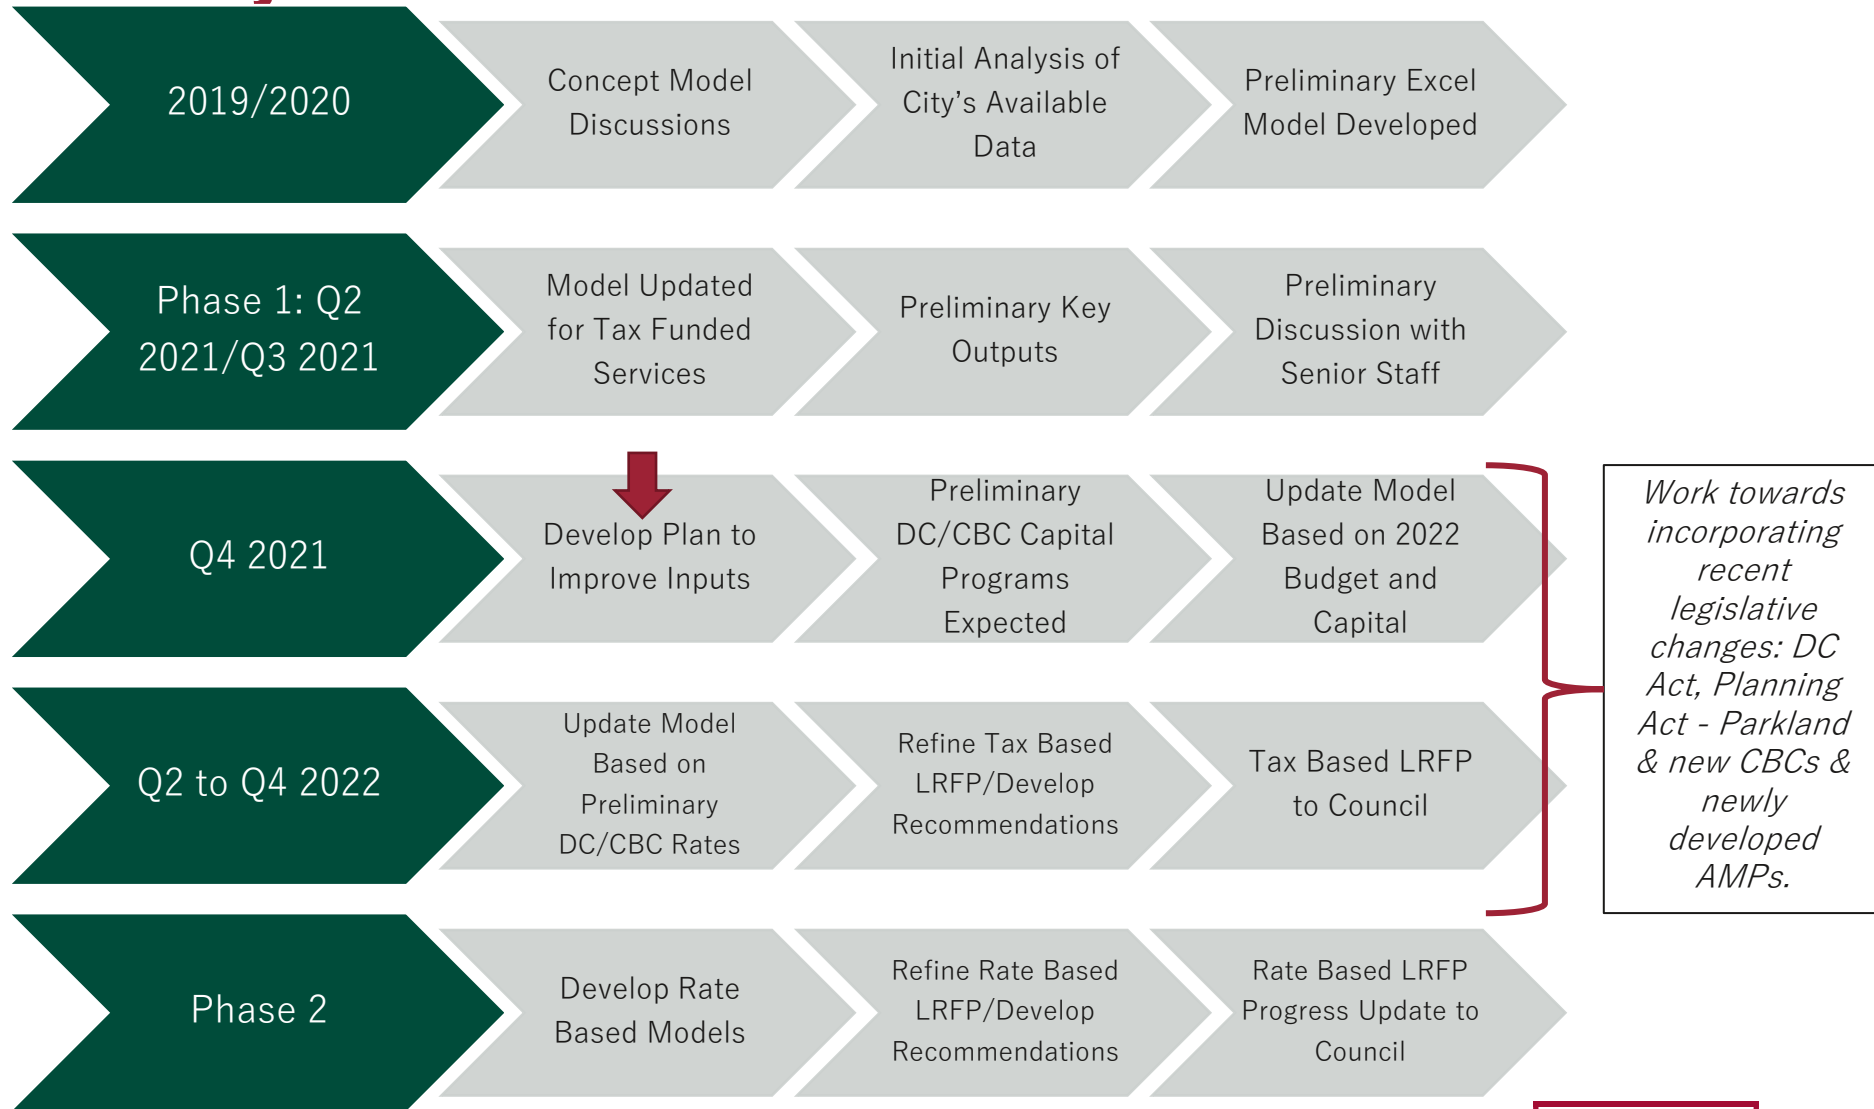 2019/2020
Concept Model
Discussions
Initial Analysis of
City’s Available
Data
Preliminary Excel
Model Developed
Phase 1: Q2
2021/Q3 2021
Model Updated
for Tax Funded
Services
Preliminary Key
Outputs
Preliminary
Discussion with
Senior Staff
Q4 2021
Develop Plan to
Improve Inputs
Preliminary
DC/CBC Capital
Programs
Expected
Update Model
Based on 2022
Budget and
Capital
Work towards
incorporating
recent
legislative
changes: DC
Act, Planning
Act - Parkland
& new CBCs &
newly
developed
AMPs.
Q2 to Q4 2022
Update Model
Based on
Preliminary
DC/CBC Rates
Refine Tax Based
LRFP/Develop
Recommendations
Tax Based LRFP
to Council
Phase 2
Develop Rate
Based Models
Refine Rate Based
LRFP/Develop
Recommendations
Rate Based LRFP
Progress Update to
Council